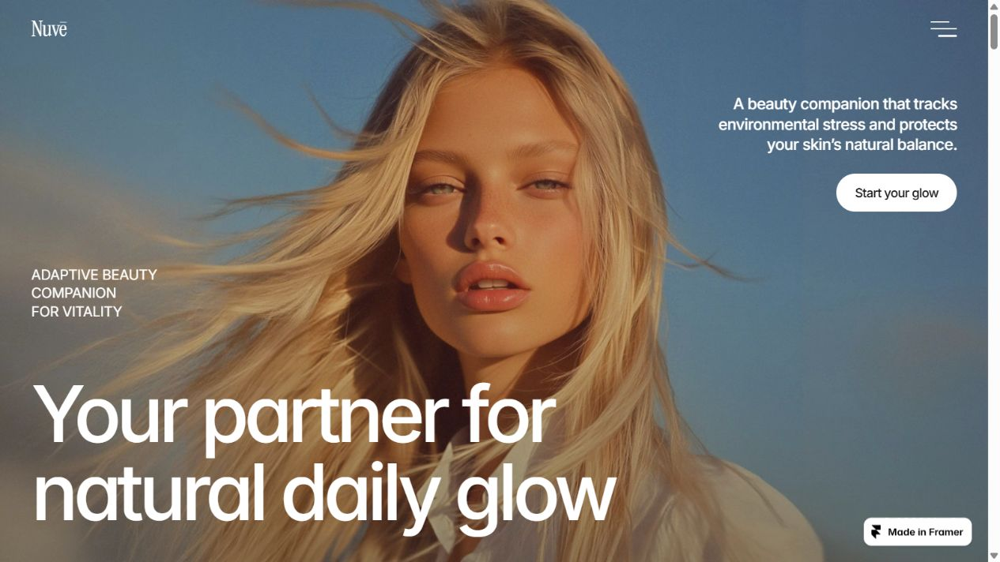 Nuvē
A beauty companion that tracks
environmental stress and protects
your skin’s natural balance.
Start your glow
ADAPTIVE BEAUTY
COMPANION
FOR VITALITY
Your partner for
natural daily glow
Made in Framer